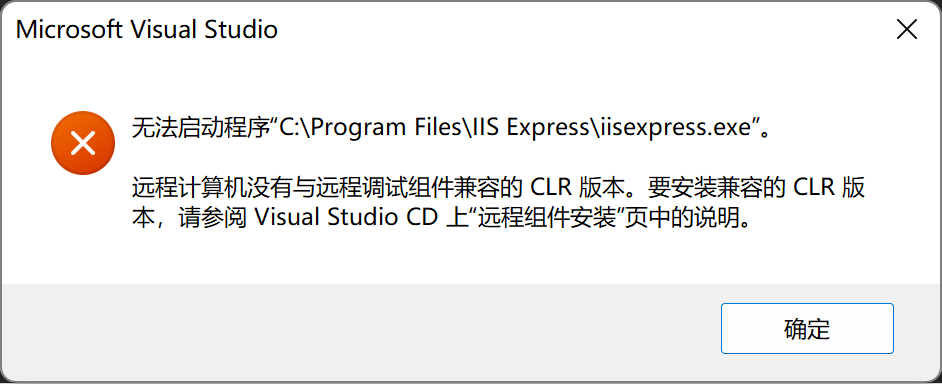 Microsoft Visual Studio
无法启动程序“C:\Program Files\IIS Express\iisexpress.exe”。
远程计算机没有与远程调试组件兼容的 CLR 版本。要安装兼容的 CLR 版
本，请参阅 Visual Studio CD 上“远程组件安装”页中的说明。
确定